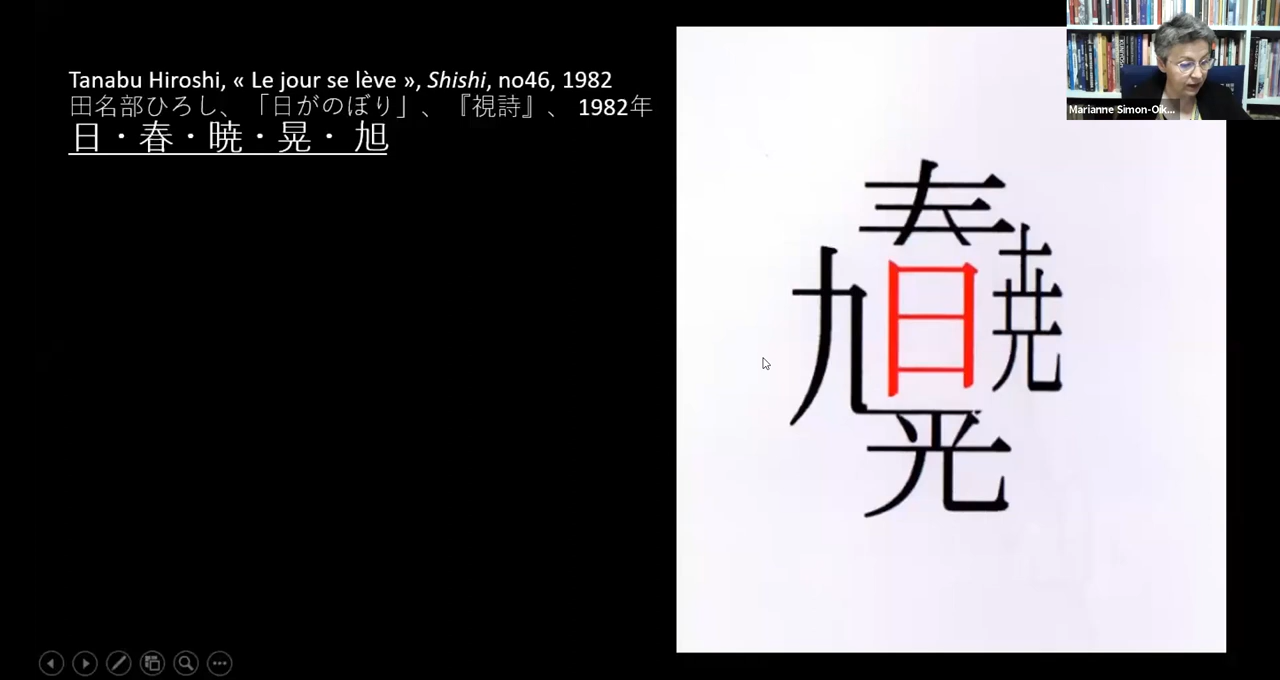 Tanabu Hiroshi, « Le jour se lève », Shishi, no46, 1982
田名部ひろし、「日がのぼり」、『視詩』、 1982年
日・春・暁・晃・ 旭
Marianne Simon-Oik...
日